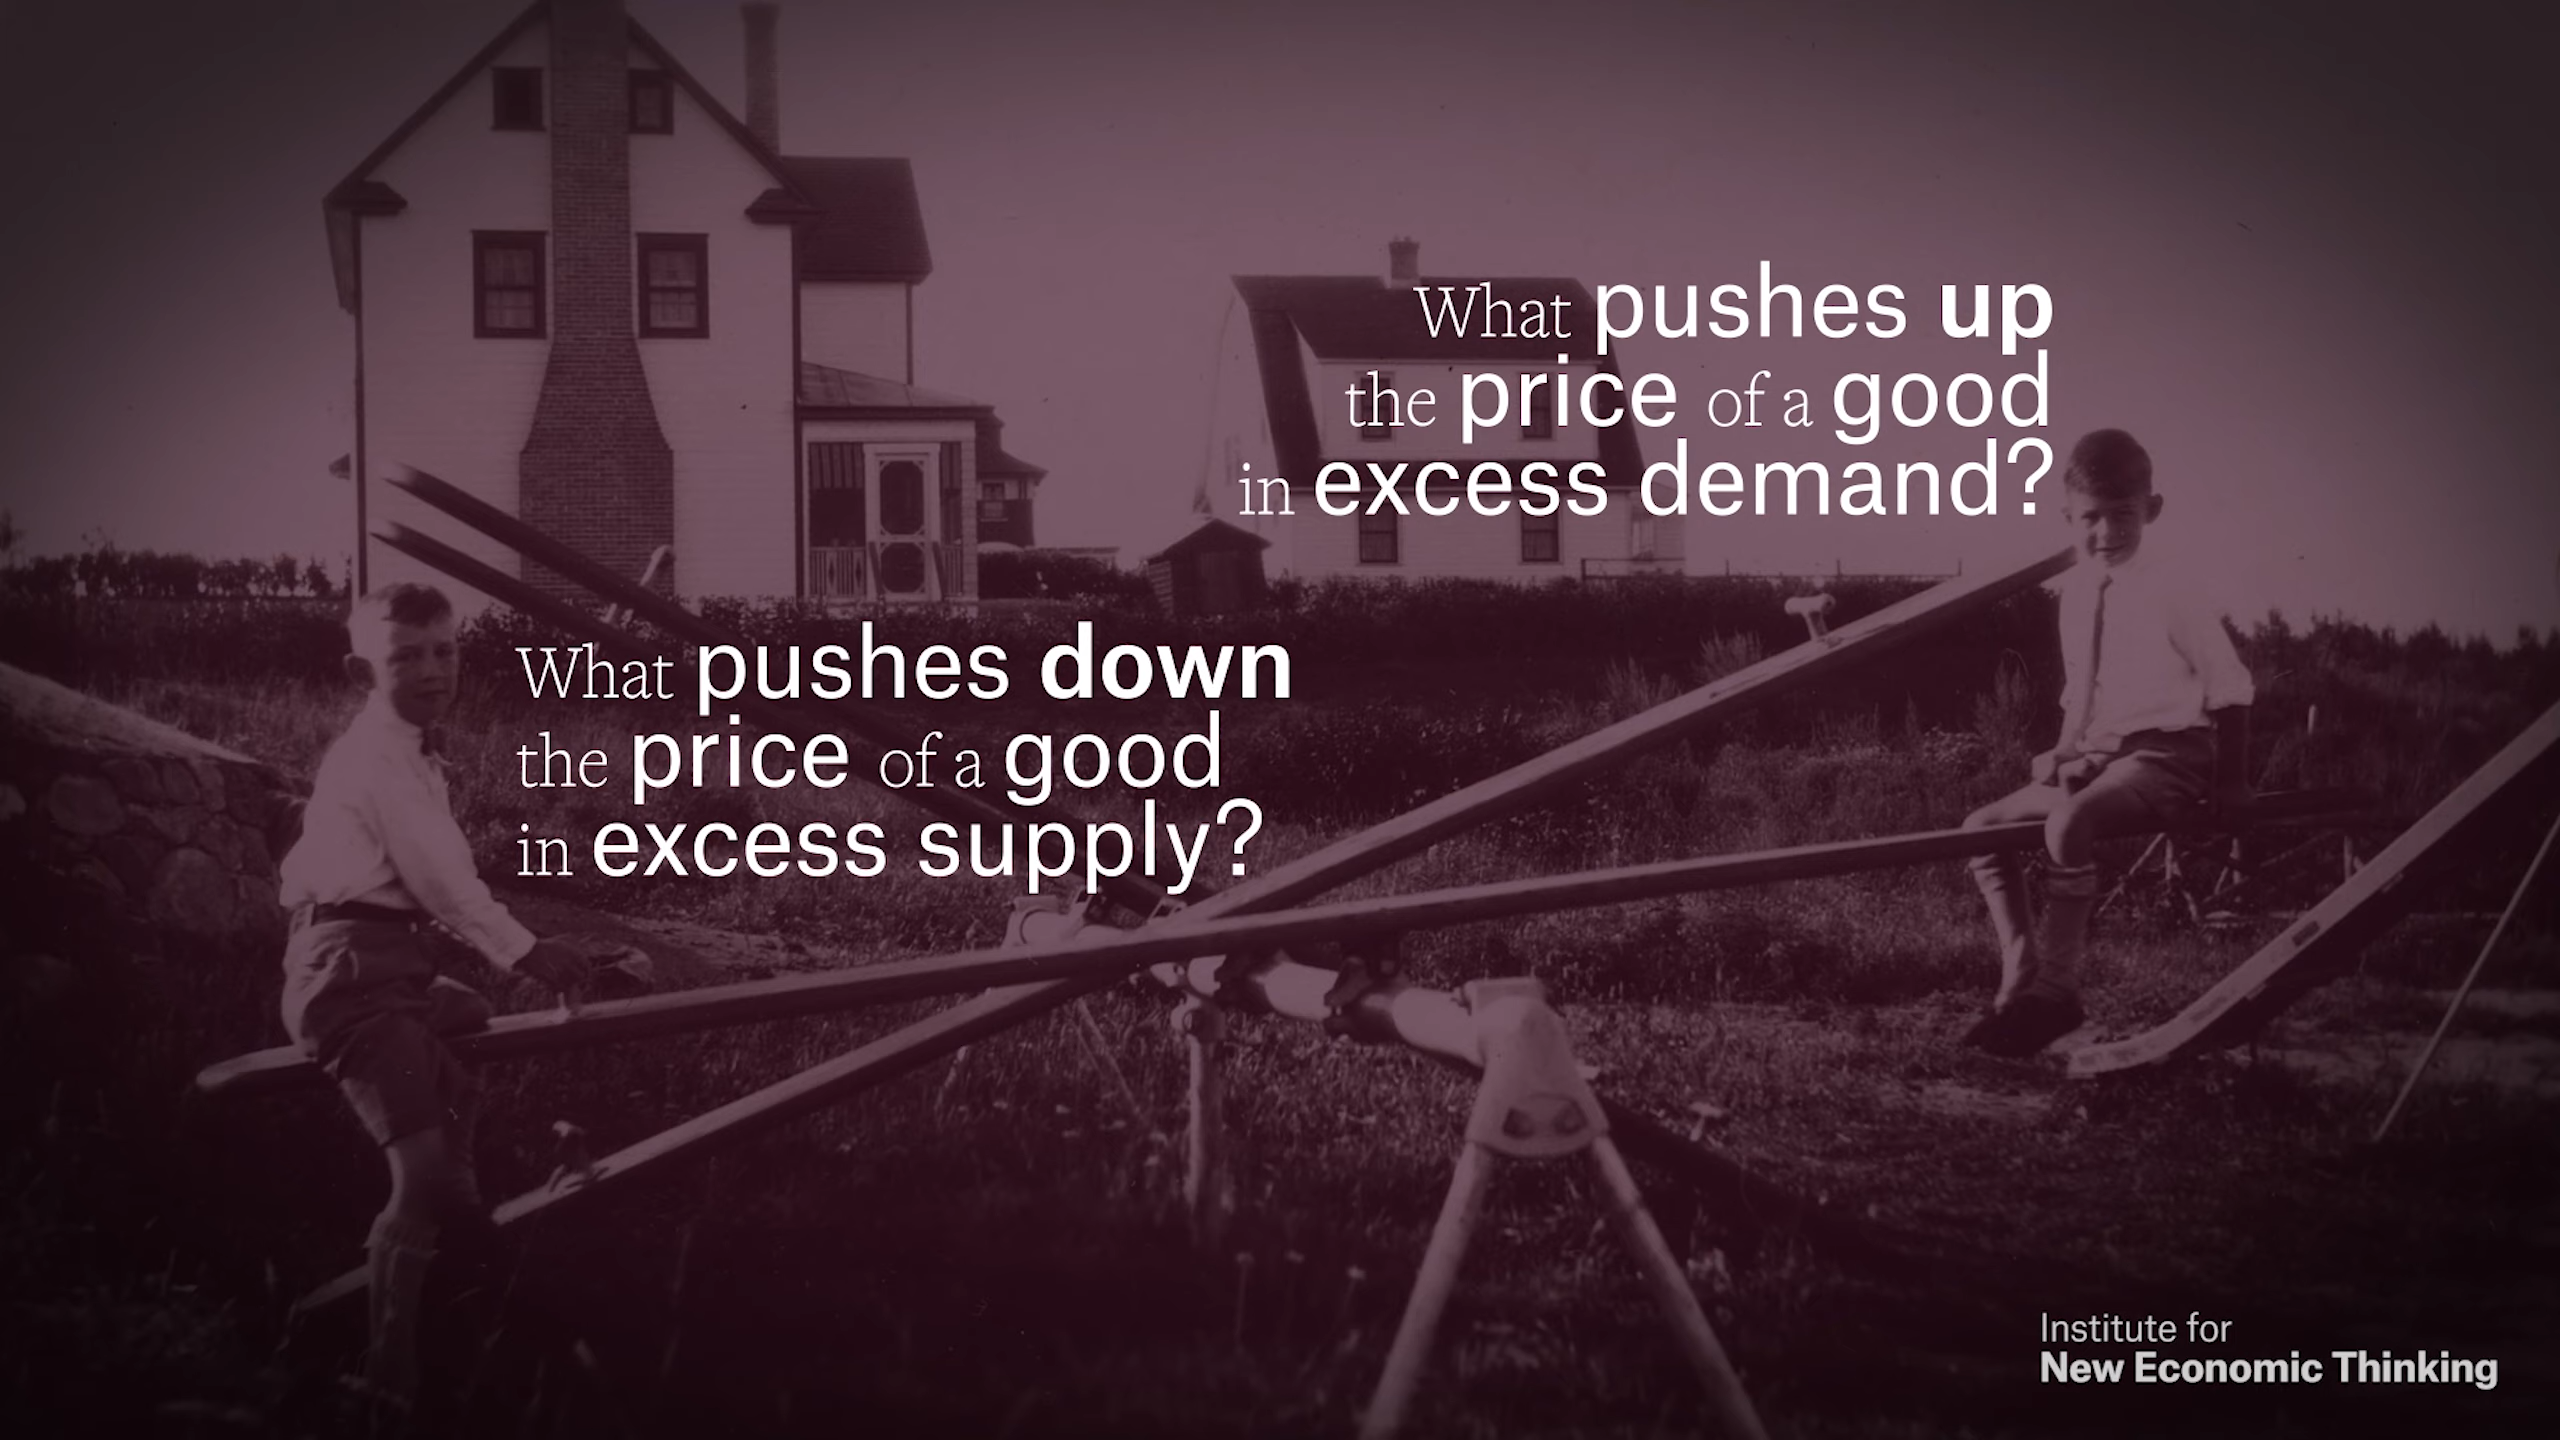 What pushes up
the price of a good
in excess demand?
What pushes down
the price of a good
in excess supply?
Institute for
New Economic Thinking